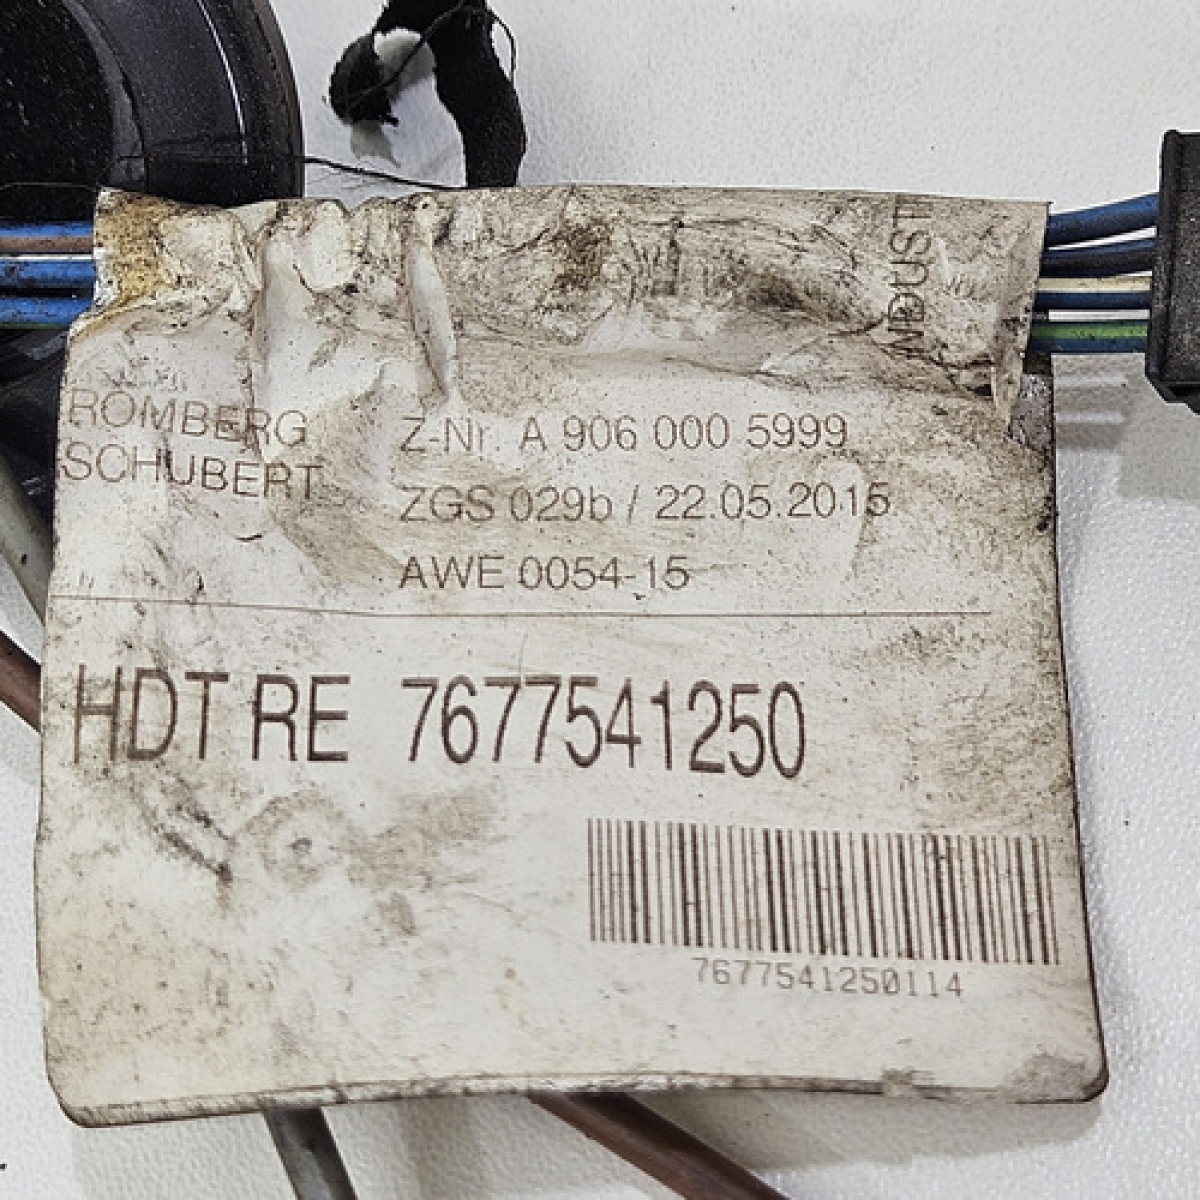 ROMBERG
SCHUBERT
Z-Nr. A 906 000 5999
ZGS 029b / 22.05.2015
AWE 0054-15
HDT RE 7677541250
7677541250114